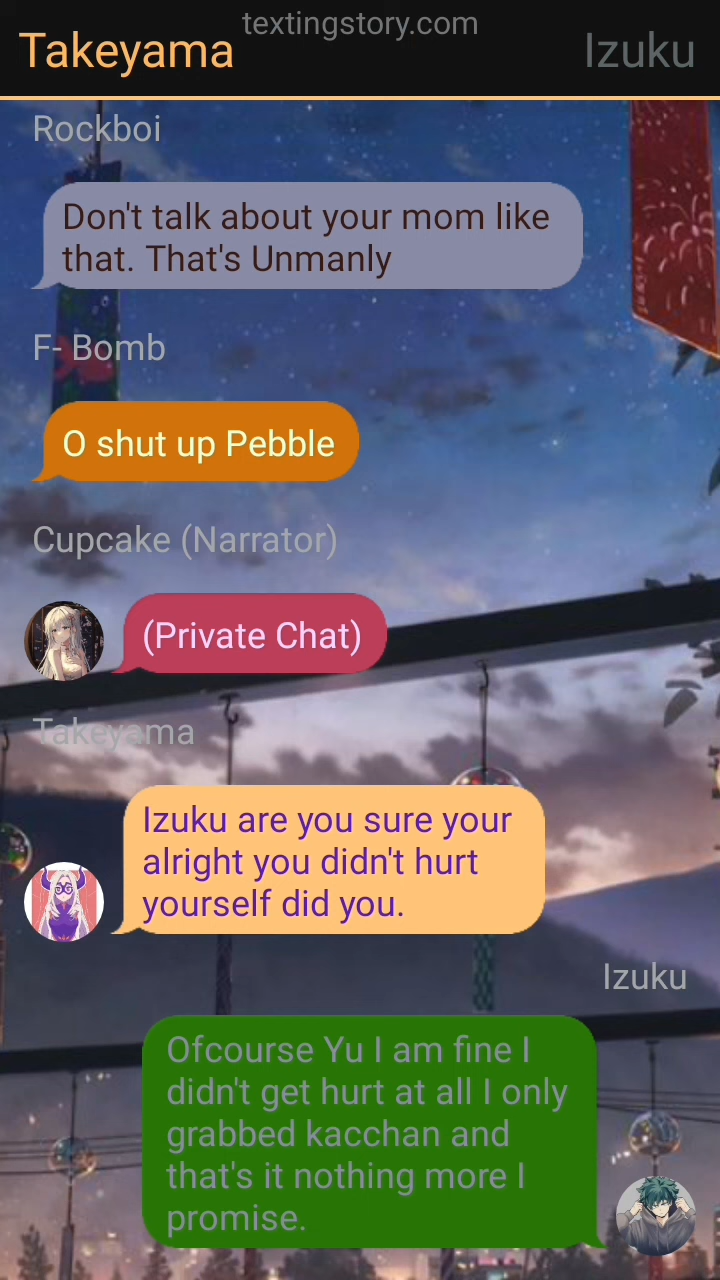 textingstory.com
Takeyama
Izuku
Rockboi
Don't talk about your mom like
that. That's Unmanly
F- Bomb
O shut up Pebble
Cupcake (Narrator)
(Private Chat)
Takeyama
Izuku are you sure your
alright you didn't hurt
yourself did you.
Izuku
Ofcourse Yu I am fine I
didn't get hurt at all I only
grabbed kacchan and
that's it nothing more I
promise.